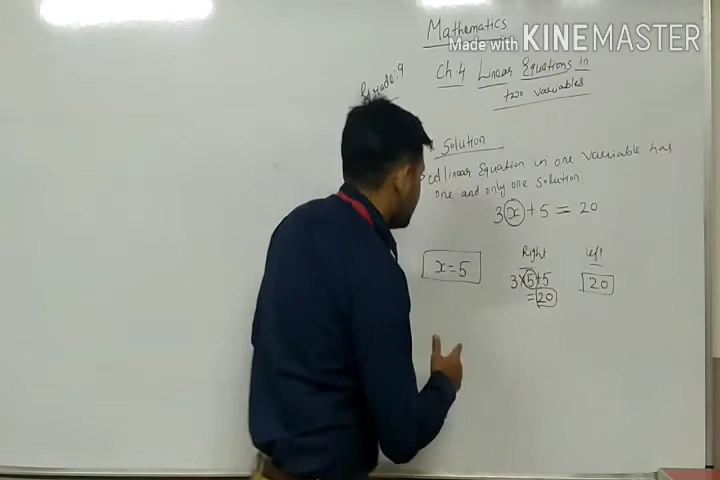 Mathematics
Made with KINEMASTER
Grade: 9
Ch. 4 Linear Equations in
two variables
* Solution
linear Equation in one variable has
one and only one solution
3x + 5 = 20
Right
Left
x = 5
3×5+5
20
= 20